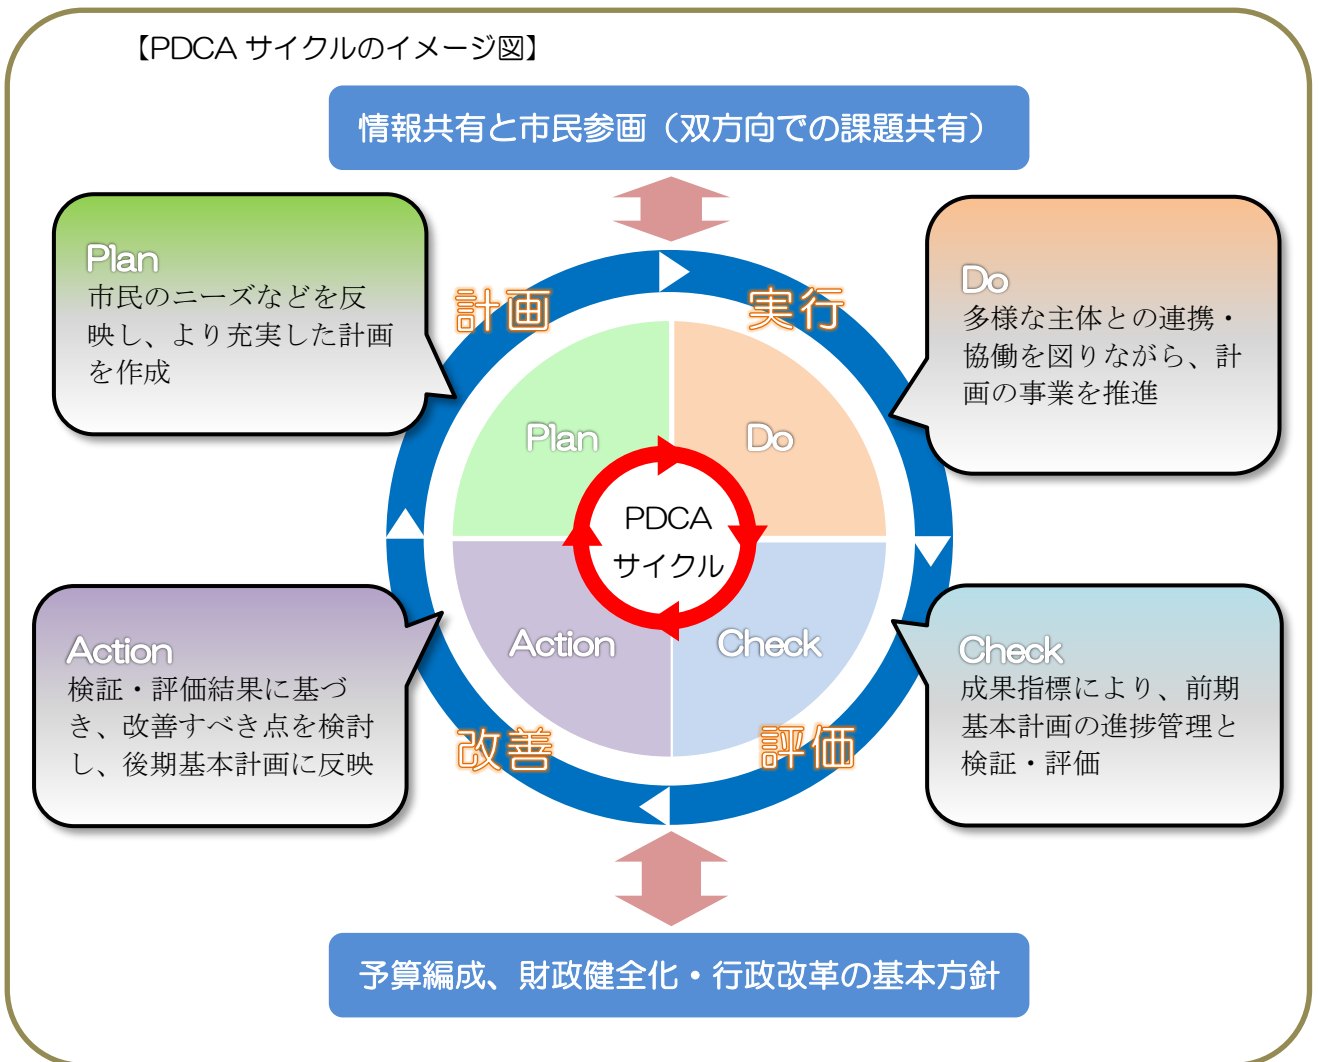 【PDCA サイクルのイメージ図】
情報共有と市民参画（双方向での課題共有）
Plan
市民のニーズなどを反
映し、より充実した計画
を作成
Do
多様な主体との連携・
協働を図りながら、計
画の事業を推進
計画
実行
Plan
Do
PDCA
サイクル
Action
Check
改善
評価
Action
検証・評価結果に基づ
き、改善すべき点を検討
し、後期基本計画に反映
Check
成果指標により、前期
基本計画の進捗管理と
検証・評価
予算編成、財政健全化・行政改革の基本方針